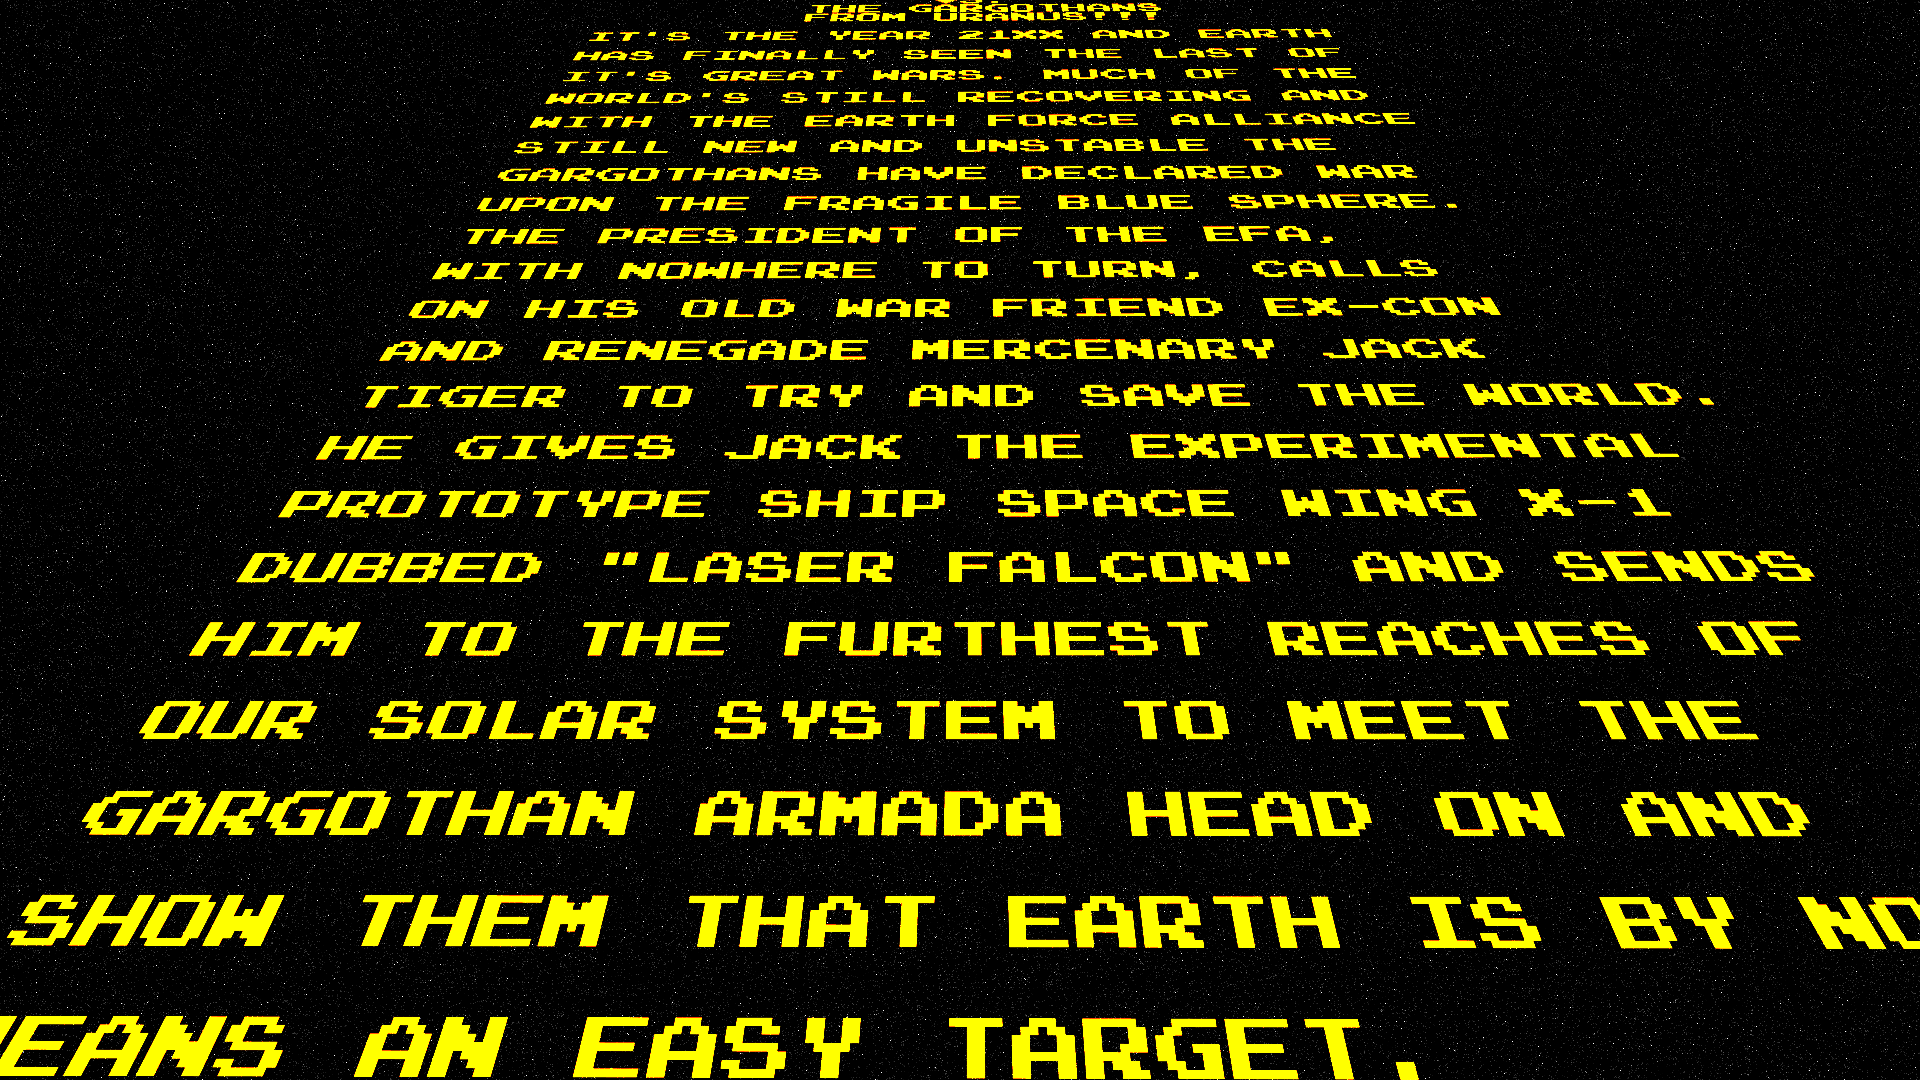 THE GARGOTHANS
FROM URANUS!!!
IT'S THE YEAR 21XX AND EARTH
HAS FINALLY SEEN THE LAST OF
IT'S GREAT WARS. MUCH OF THE
WORLD'S STILL RECOVERING AND
WITH THE EARTH FORCE ALLIANCE
STILL NEW AND UNSTABLE THE
GARGOTHANS HAVE DECLARED WAR
UPON THE FRAGILE BLUE SPHERE.
THE PRESIDENT OF THE EFA,
WITH NOWHERE TO TURN, CALLS
ON HIS OLD WAR FRIEND EX-CON
AND RENEGADE MERCENARY JACK
TIGER TO TRY AND SAVE THE WORLD.
HE GIVES JACK THE EXPERIMENTAL
PROTOTYPE SHIP SPACE WING X-1
DUBBED "LASER FALCON" AND SENDS
HIM TO THE FURTHEST REACHES OF
OUR SOLAR SYSTEM TO MEET THE
GARGOTHAN ARMADA HEAD ON AND
SHOW THEM THAT EARTH IS BY NO
EANS AN EASY TARGET.